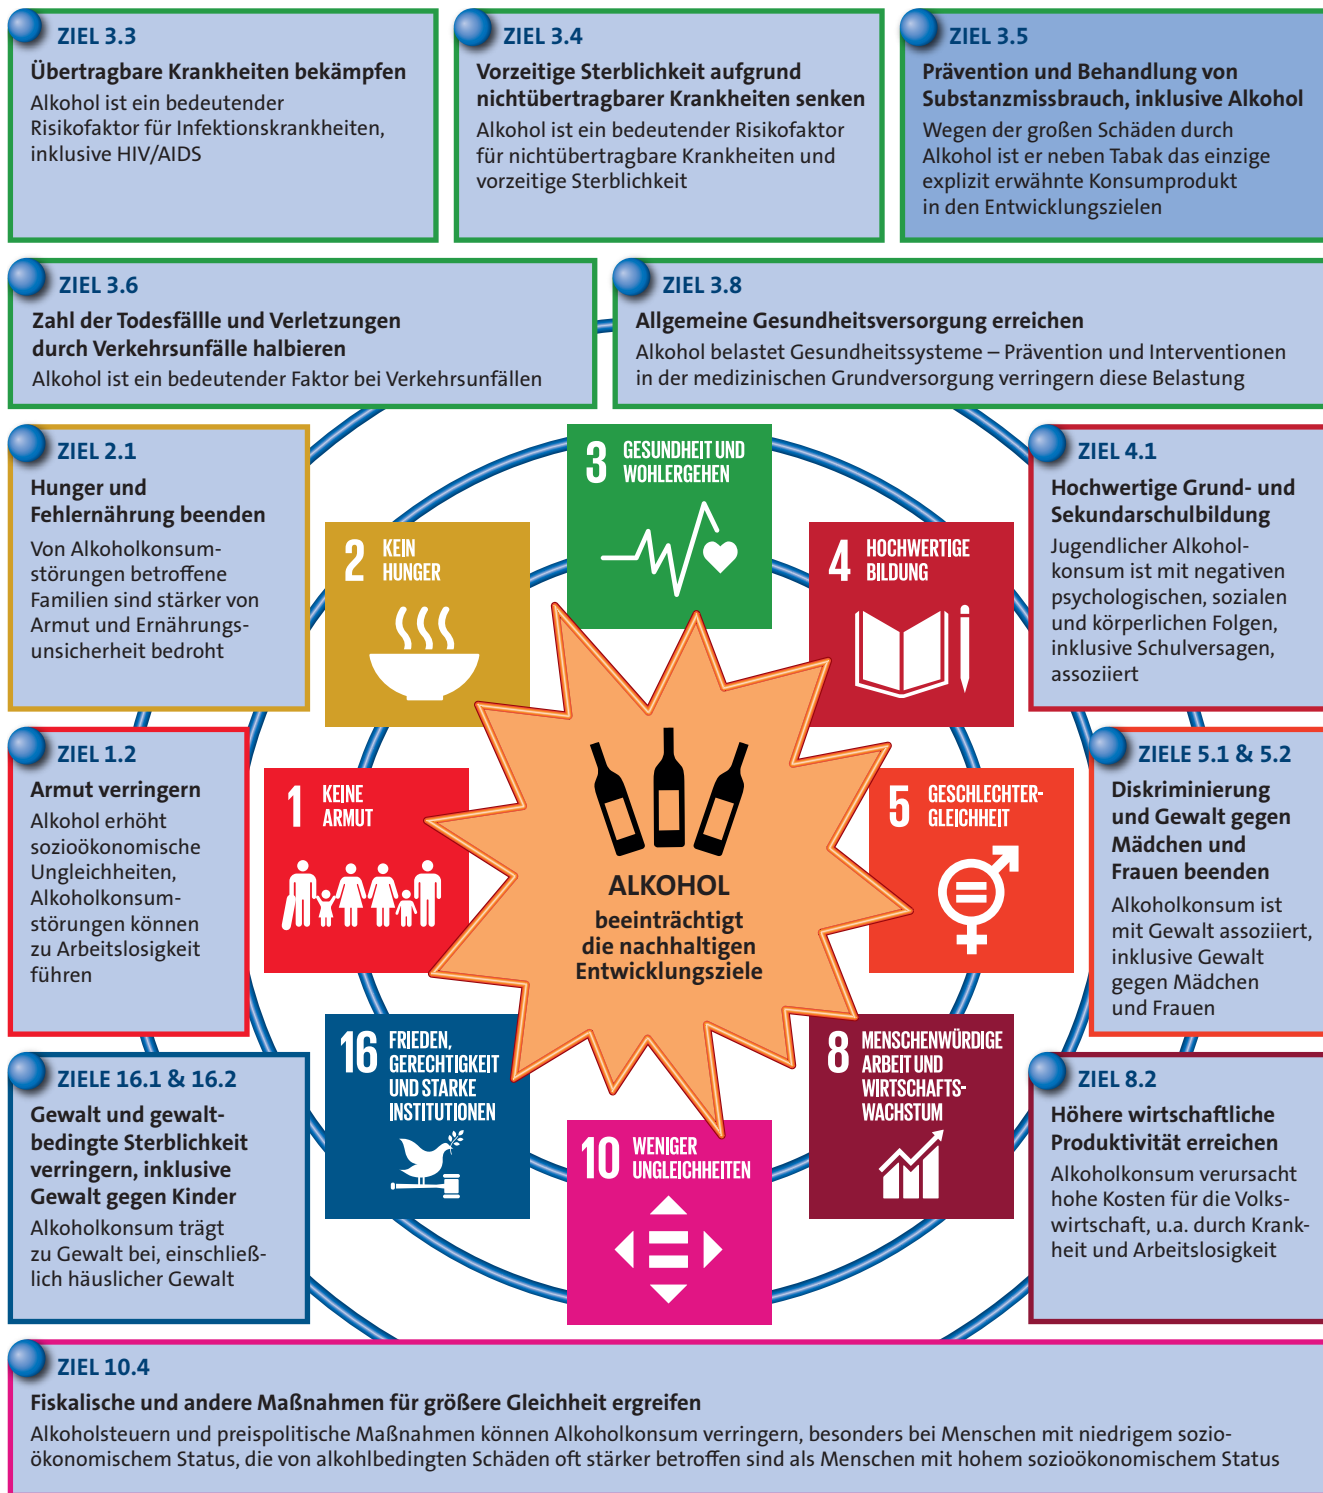 ZIEL 3.3
Übertragbare Krankheiten bekämpfen
Alkohol ist ein bedeutender
Risikofaktor für Infektionskrankheiten,
inklusive HIV/AIDS
ZIEL 3.4
Vorzeitige Sterblichkeit aufgrund
nichtübertragbarer Krankheiten senken
Alkohol ist ein bedeutender Risikofaktor
für nichtübertragbare Krankheiten und
vorzeitige Sterblichkeit
ZIEL 3.5
Prävention und Behandlung von
Substanzmissbrauch, inklusive Alkohol
Wegen der großen Schäden durch
Alkohol ist er neben Tabak das einzige
explizit erwähnte Konsumprodukt
in den Entwicklungszielen
ZIEL 3.6
Zahl der Todesfällle und Verletzungen
durch Verkehrsunfälle halbieren
Alkohol ist ein bedeutender Faktor bei Verkehrsunfällen
ZIEL 3.8
Allgemeine Gesundheitsversorgung erreichen
Alkohol belastet Gesundheitssysteme – Prävention und Interventionen
in der medizinischen Grundversorgung verringern diese Belastung
ZIEL 2.1
Hunger und
Fehlernährung beenden
Von Alkoholkonsum-
störungen betroffene
Familien sind stärker von
Armut und Ernährungs-
unsicherheit bedroht
2 KEIN
HUNGER
3 GESUNDHEIT UND
WOHLERGEHEN
4 HOCHWERTIGE
BILDUNG
ZIEL 4.1
Hochwertige Grund- und
Sekundarschulbildung
Jugendlicher Alkohol-
konsum ist mit negativen
psychologischen, sozialen
und körperlichen Folgen,
inklusive Schulversagen,
assoziiert
ZIEL 1.2
Armut verringern
Alkohol erhöht
sozioökonomische
Ungleichheiten,
Alkoholkonsum-
störungen können
zu Arbeitslosigkeit
führen
1 KEINE
ARMUT
ALKOHOL
beeinträchtigt
die nachhaltigen
Entwicklungsziele
5 GESCHLECHTER-
GLEICHHEIT
ZIELE 5.1 & 5.2
Diskriminierung
und Gewalt gegen
Mädchen und
Frauen beenden
Alkoholkonsum ist
mit Gewalt assoziiert,
inklusive Gewalt
gegen Mädchen
und Frauen
ZIELE 16.1 & 16.2
Gewalt und gewalt-
bedingte Sterblichkeit
verringern, inklusive
Gewalt gegen Kinder
Alkoholkonsum trägt
zu Gewalt bei, einschließ-
lich häuslicher Gewalt
16 FRIEDEN,
GERECHTIGKEIT
UND STARKE
INSTITUTIONEN
10 WENIGER
UNGLEICHHEITEN
8 MENSCHENWÜRDIGE
ARBEIT UND
WIRTSCHAFTS-
WACHSTUM
ZIEL 8.2
Höhere wirtschaftliche
Produktivität erreichen
Alkoholkonsum verursacht
hohe Kosten für die Volks-
wirtschaft, u.a. durch Krank-
heit und Arbeitslosigkeit
ZIEL 10.4
Fiskalische und andere Maßnahmen für größere Gleichheit ergreifen
Alkoholsteuern und preispolitische Maßnahmen können Alkoholkonsum verringern, besonders bei Menschen mit niedrigem sozio-
ökonomischem Status, die von alkohlbedingten Schäden oft stärker betroffen sind als Menschen mit hohem sozioökonomischem Status